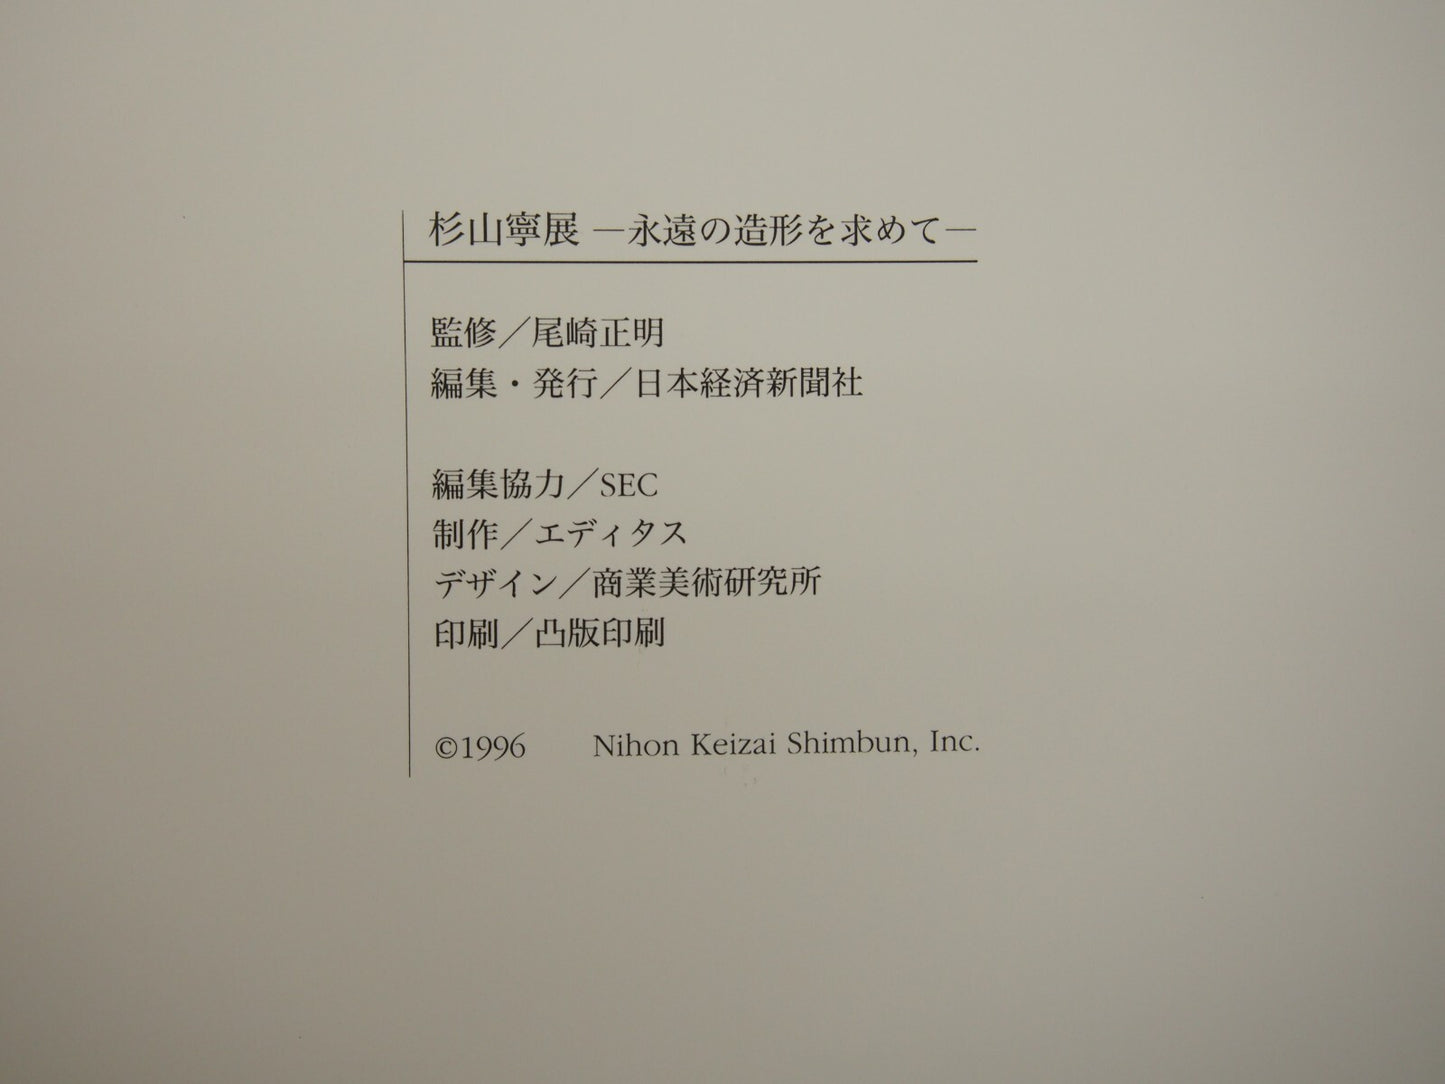 杉山寧展 ―永遠の造形を求めて―
監修／尾崎正明
編集・発行／日本経済新聞社
編集協力／SEC
制作／エディタス
デザイン／商業美術研究所
印刷／凸版印刷
©1996 Nihon Keizai Shimbun, Inc.